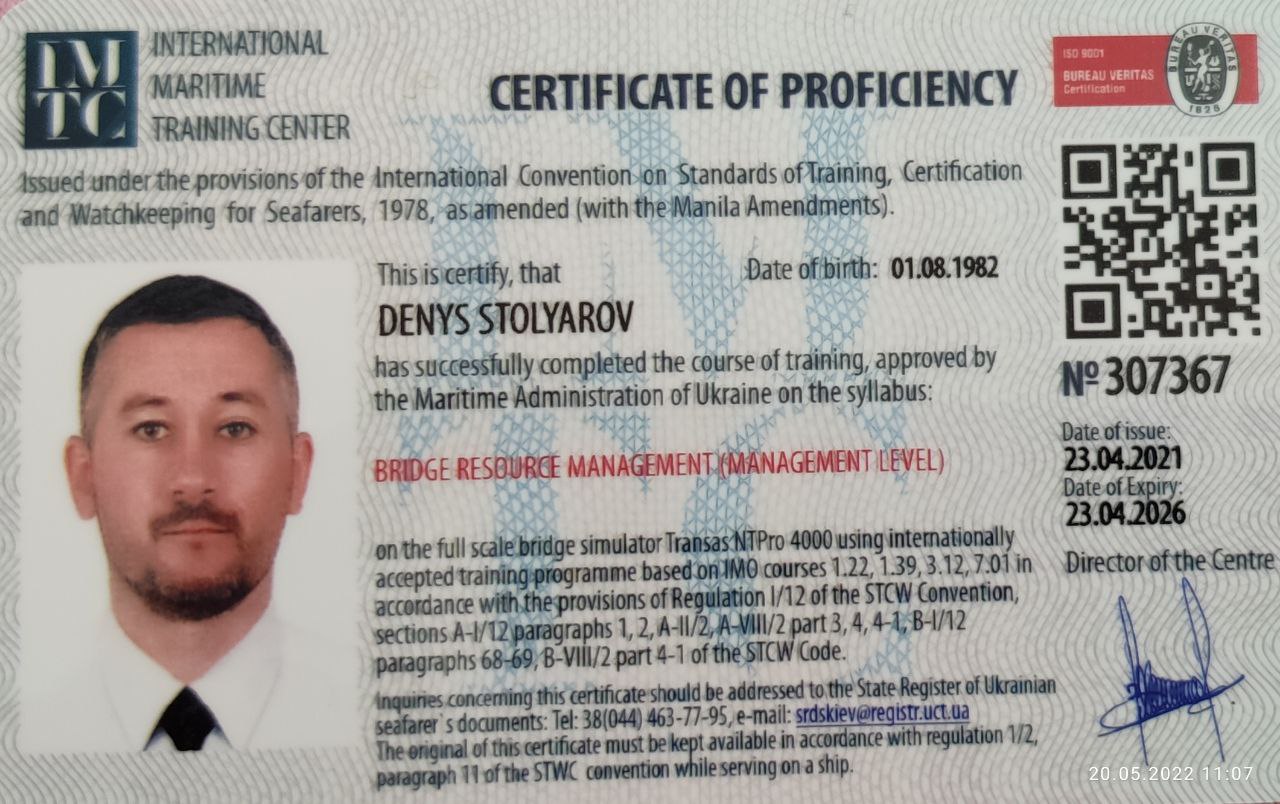 IM
TC
INTERNATIONAL
MARITIME
TRAINING CENTER
CERTIFICATE OF PROFICIENCY
ISO 9001
BUREAU VERITAS
Certification
BUREAU VERITAS
1828
Issued under the provisions of the International Convention on Standards of Training, Certification
and Watchkeeping for Seafarers, 1978, as amended (with the Manila Amendments).
This is certify, that
Date of birth: 01.08.1982
DENYS STOLYAROV
has successfully completed the course of training, approved by
the Maritime Administration of Ukraine on the syllabus:
№ 307367
BRIDGE RESOURCE MANAGEMENT (MANAGEMENT LEVEL)
Date of issue:
23.04.2021
Date of Expiry:
23.04.2026
on the full scale bridge simulator Transas NTPro 4000 using internationally
accepted training programme based on IMO courses 1.22, 1.39, 3.12, 7.01 in
accordance with the provisions of Regulation I/12 of the STCW Convention,
sections A-I/12 paragraphs 1, 2, A-II/2, A-VIII/2 part 3, 4, 4-1, B-I/12
paragraphs 68-69, B-VIII/2 part 4-1 of the STCW Code.
Director of the Centre
Inquiries concerning this certificate should be addressed to the State Register of Ukrainian
seafarer`s documents: Tel: 38(044) 463-77-95, e-mail: srdskiev@registr.uct.ua
The original of this certificate must be kept available in accordance with regulation 1/2,
paragraph 11 of the STWC convention while serving on a ship.
20.05.2022 11:07